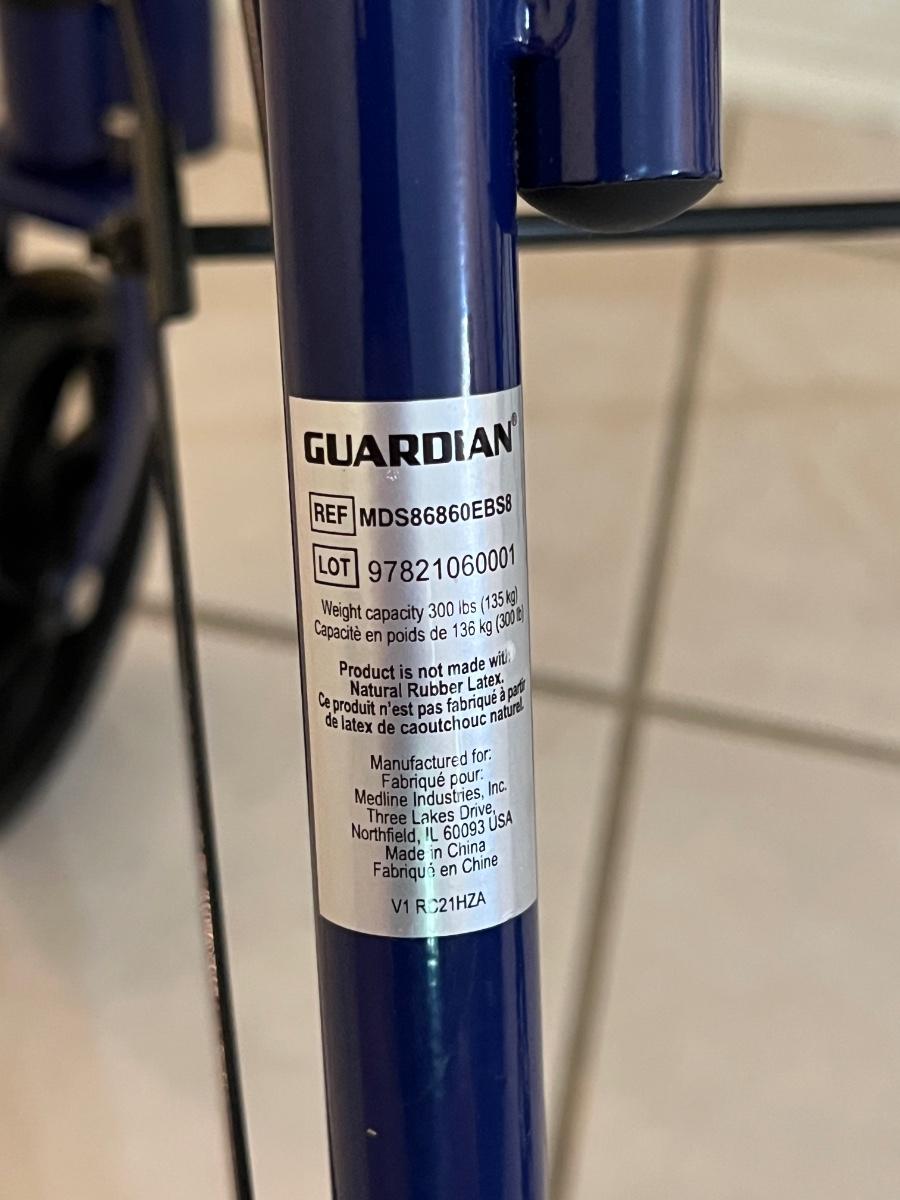 GUARDIAN®
REF MDS86860EBS8
LOT 97821060001
Weight capacity 300 lbs (135 kg)
Capacitè en poids de 136 kg (300 lb)
Product is not made with
Natural Rubber Latex.
Ce produit n'est pas fabriqué à partir
de latex de caoutchouc naturel.
Manufactured for:
Fabriqué pour:
Medline Industries, Inc.
Three Lakes Drive,
Northfield, IL 60093 USA
Made in China
Fabriqué en Chine
V1 RC21HZA